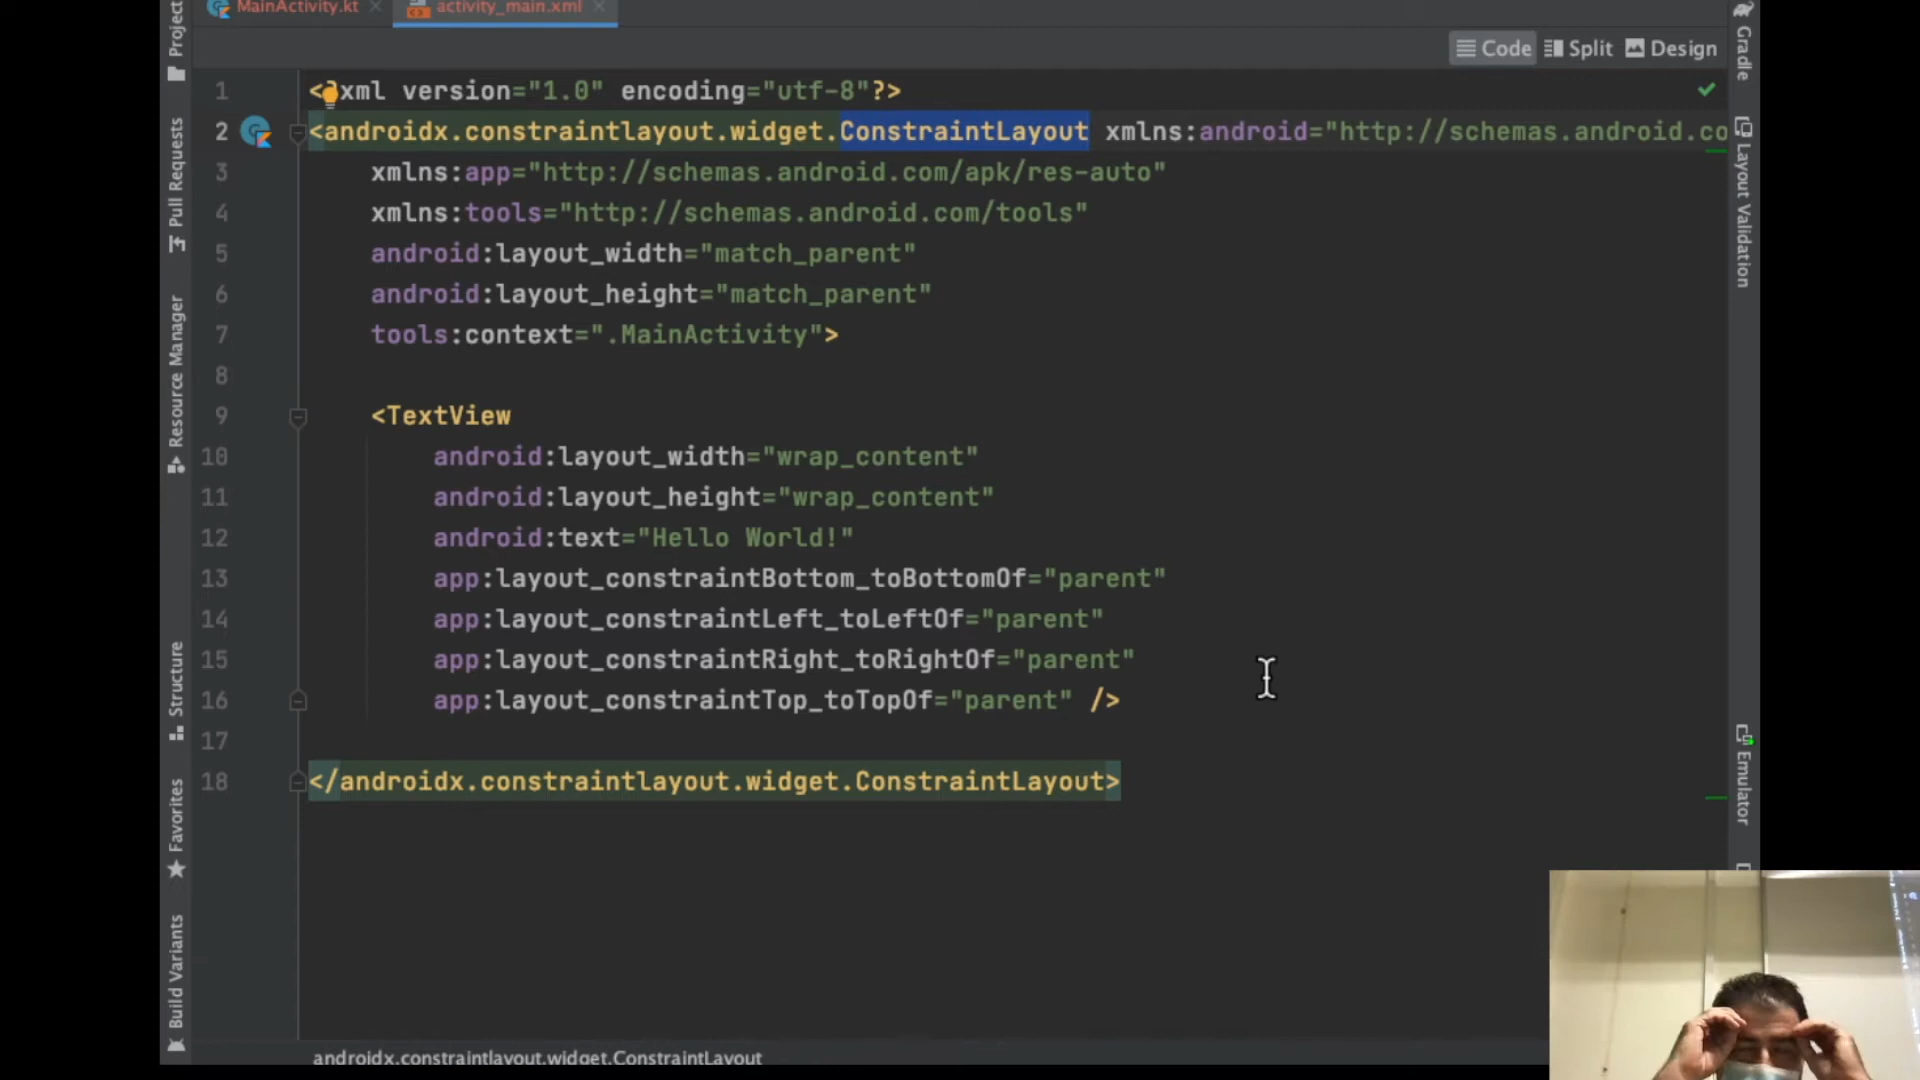 MainActivity.kt
activity_main.xml
Code
Split
Design
Project
Pull Requests
Resource Manager
Structure
Favorites
Build Variants
1
<?xml version="1.0" encoding="utf-8"?>
2
<androidx.constraintlayout.widget.ConstraintLayout xmlns:android="http://schemas.android.co
3
xmlns:app="http://schemas.android.com/apk/res-auto"
4
xmlns:tools="http://schemas.android.com/tools"
5
android:layout_width="match_parent"
6
android:layout_height="match_parent"
7
tools:context=".MainActivity">
8
9
<TextView
10
android:layout_width="wrap_content"
11
android:layout_height="wrap_content"
12
android:text="Hello World!"
13
app:layout_constraintBottom_toBottomOf="parent"
14
app:layout_constraintLeft_toLeftOf="parent"
15
app:layout_constraintRight_toRightOf="parent"
16
app:layout_constraintTop_toTopOf="parent" />
17
18
</androidx.constraintlayout.widget.ConstraintLayout>
androidx.constraintlayout.widget.ConstraintLayout
Gradle
Layout Validation
Emulator